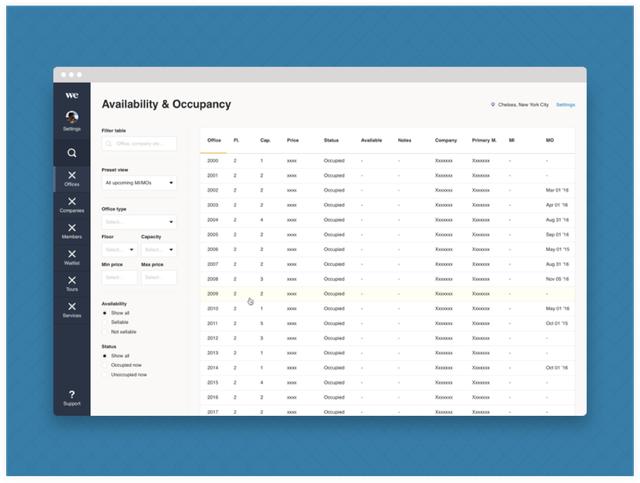 we
Settings
Offices
Companies
Members
Waitlist
Tours
Services
?
Support
Availability & Occupancy
Chelsea, New York City Settings
Filter table
Office, company etc...
Preset view
All upcoming MI/MOs
Office type
Select...
Floor Capacity
Select... Select...
Min price Max price
Select... Select...
Availability
Show all
Sellable
Not sellable
Status
Show all
Occupied now
Unoccupied now
Office Fl. Cap. Price Status Available Notes Company Primary M. MI MO
2000 2 1 xxxx Occupied - - Xxxxxxx Xxxxxxx - -
2001 2 2 xxxx Occupied - - Xxxxxxx Xxxxxxx - -
2002 2 2 xxxx Occupied - - Xxxxxxx Xxxxxxx - Mar 01 '16
2003 2 2 xxxx Occupied - - Xxxxxxx Xxxxxxx - Apr 01 '16
2004 2 4 xxxx Occupied - - Xxxxxxx Xxxxxxx - Aug 31 '16
2005 2 2 xxxx Occupied - - Xxxxxxx Xxxxxxx - Sep 01 '16
2006 2 2 xxxx Occupied - - Xxxxxxx Xxxxxxx - May 01 '15
2007 2 2 xxxx Occupied - - Xxxxxxx Xxxxxxx - Aug 31 '16
2008 2 3 xxxx Occupied - - Xxxxxxx Xxxxxxx - Nov 05 '16
2009 2 2 xxxx Occupied - - Xxxxxxx Xxxxxxx - -
2010 2 1 xxxx Occupied - - Xxxxxxx Xxxxxxx - May 01 '16
2011 2 5 xxxx Occupied - - Xxxxxxx Xxxxxxx - Oct 01 '15
2012 2 3 xxxx Occupied - - Xxxxxxx Xxxxxxx - -
2013 2 1 xxxx Occupied - - Xxxxxxx Xxxxxxx - -
2014 2 1 xxxx Occupied - - Xxxxxxx Xxxxxxx - Oct 01 '16
2015 2 4 xxxx Occupied - - Xxxxxxx Xxxxxxx - -
2016 2 2 xxxx Occupied - - Xxxxxxx Xxxxxxx - -
2017 2 2 xxxx Occupied - - Xxxxxxx Xxxxxxx - -